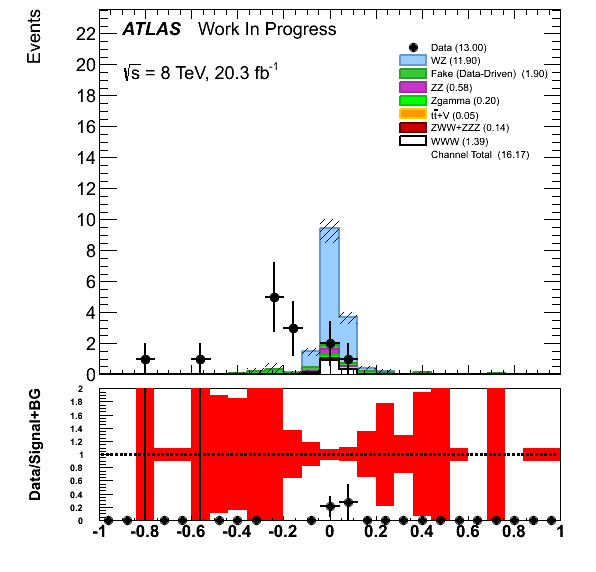 Events
ATLAS Work In Progress
√s = 8 TeV, 20.3 fb⁻¹
Data (13.00)
WZ (11.90)
Fake (Data-Driven) (1.90)
ZZ (0.58)
Zgamma (0.20)
tt̄+V (0.05)
ZWW+ZZZ (0.14)
WWW (1.39)
Channel Total (16.17)
22
20
18
16
14
12
10
8
6
4
2
0
Data/Signal+BG
2
1.8
1.6
1.4
1.2
1
0.8
0.6
0.4
0.2
0
-1 -0.8 -0.6 -0.4 -0.2 0 0.2 0.4 0.6 0.8 1